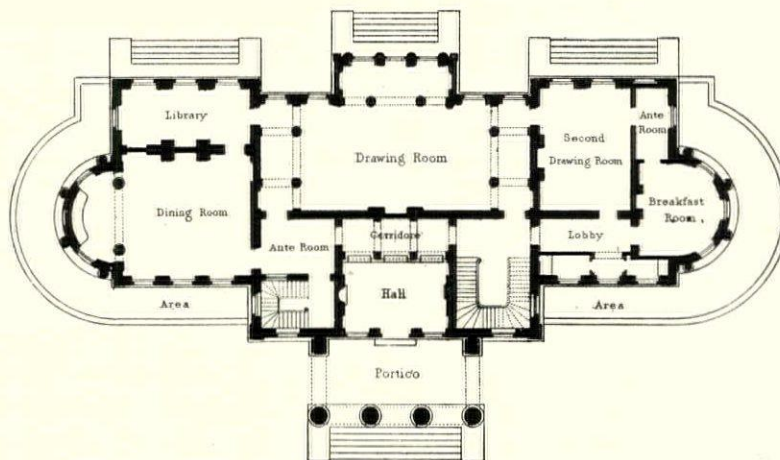 Library
Ante
Room
Second
Drawing Room
Drawing Room
Dining Room
Breakfast
Room
Ante Room
Corridore
Lobby
Hall
Area
Area
Portico